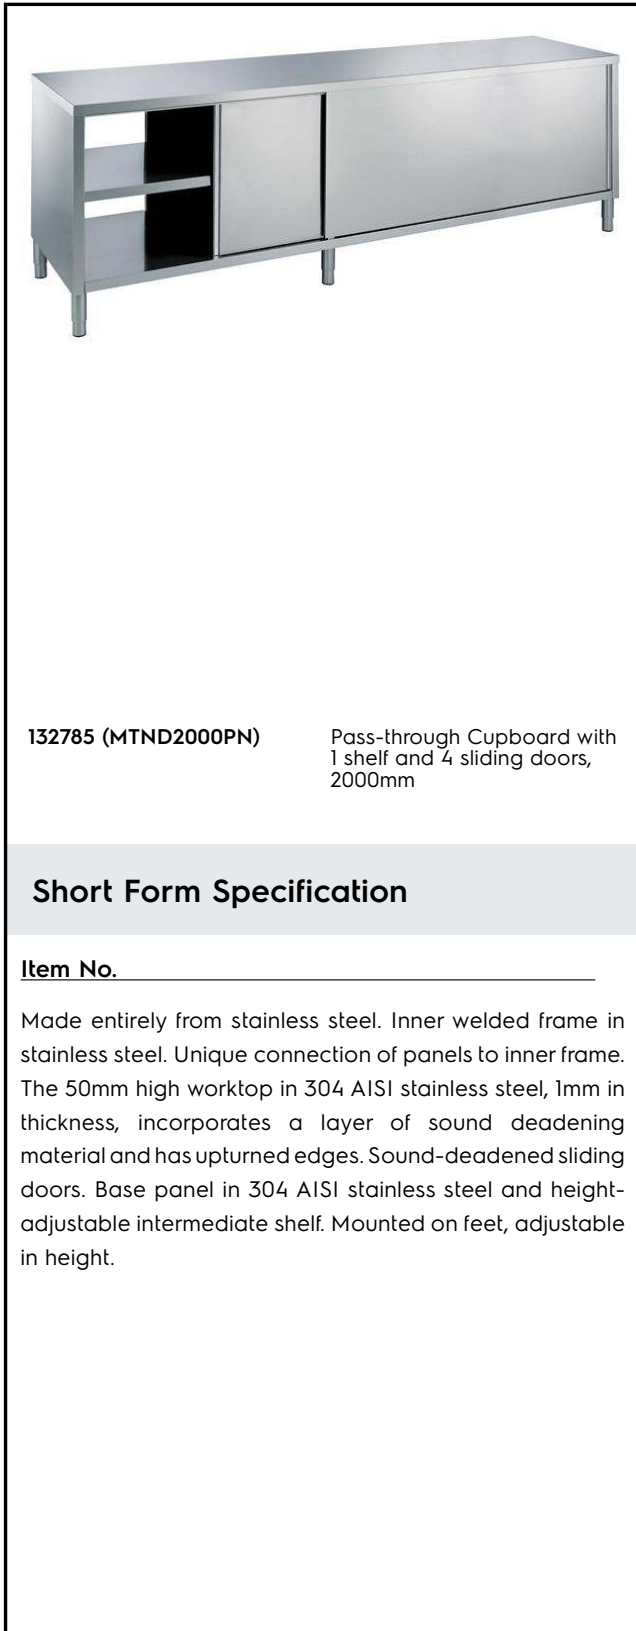 132785 (MTND2000PN)
Pass-through Cupboard with
1 shelf and 4 sliding doors,
2000mm
Short Form Specification
Item No.
Made entirely from stainless steel. Inner welded frame in
stainless steel. Unique connection of panels to inner frame.
The 50mm high worktop in 304 AISI stainless steel, 1mm in
thickness, incorporates a layer of sound deadening
material and has upturned edges. Sound-deadened sliding
doors. Base panel in 304 AISI stainless steel and height-
adjustable intermediate shelf. Mounted on feet, adjustable
in height.